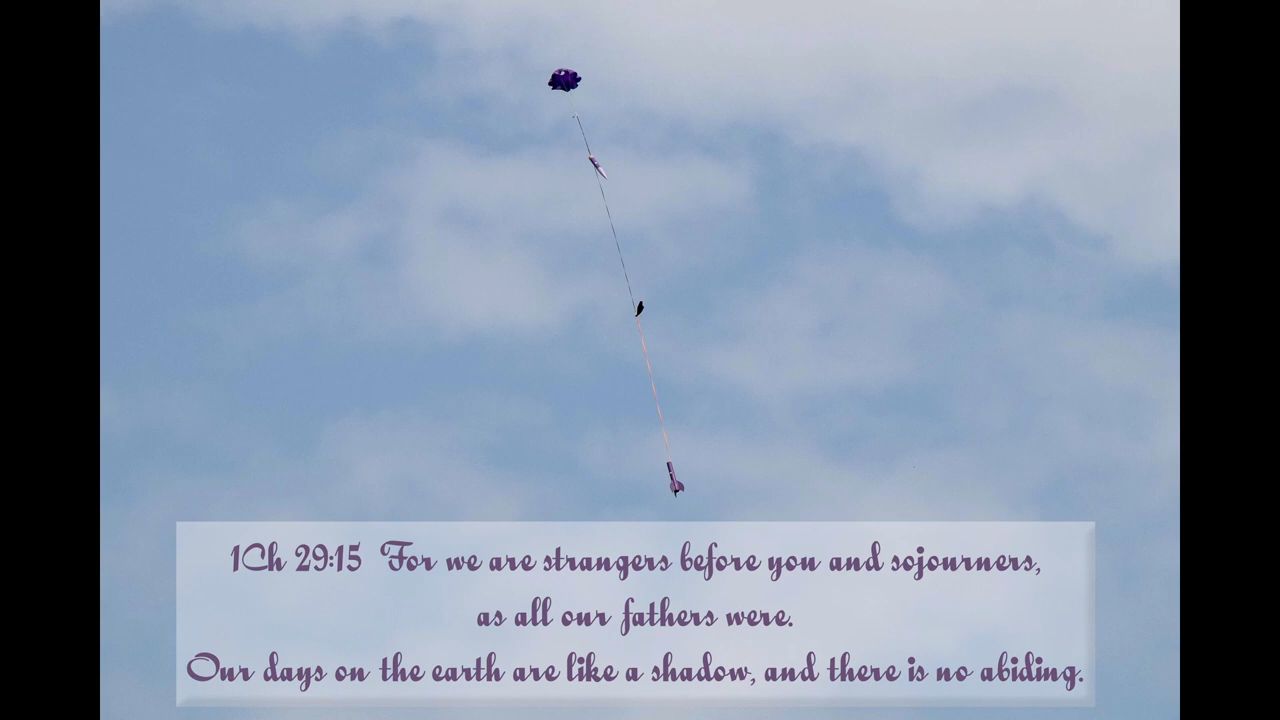 1Ch 29:15 For we are strangers before you and sojourners,
as all our fathers were.
Our days on the earth are like a shadow, and there is no abiding.